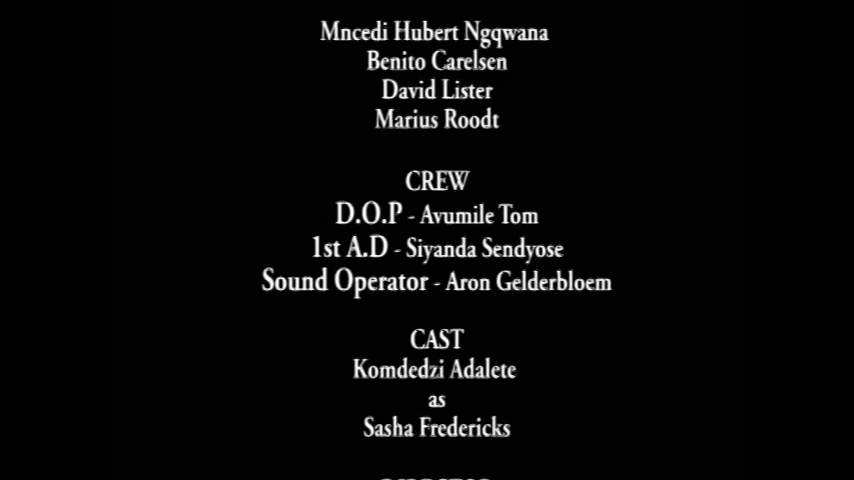 Mncedi Hubert Ngqwana
Benito Carelsen
David Lister
Marius Roodt
CREW
D.O.P - Avumile Tom
1st A.D - Siyanda Sendyose
Sound Operator - Aron Gelderbloem
CAST
Komdedzi Adalete
as
Sasha Fredericks